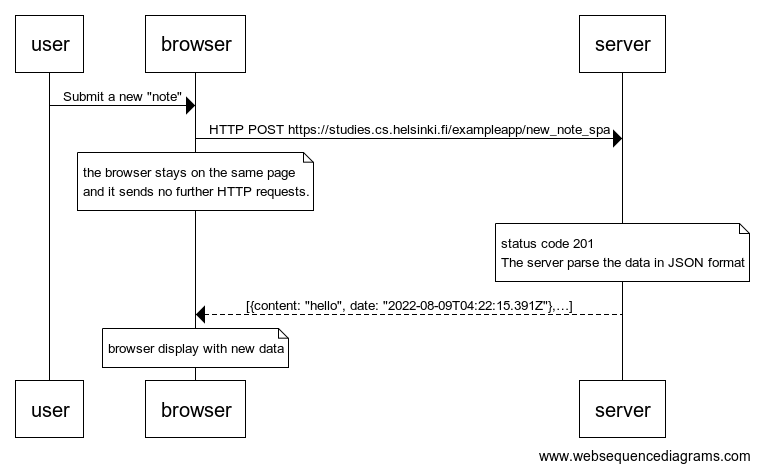 user
browser
server
Submit a new "note"
HTTP POST https://studies.cs.helsinki.fi/exampleapp/new_note_spa
the browser stays on the same page
and it sends no further HTTP requests.
status code 201
The server parse the data in JSON format
[{content: "hello", date: "2022-08-09T04:22:15.391Z"},...]
browser display with new data
user
browser
server
www.websequencediagrams.com